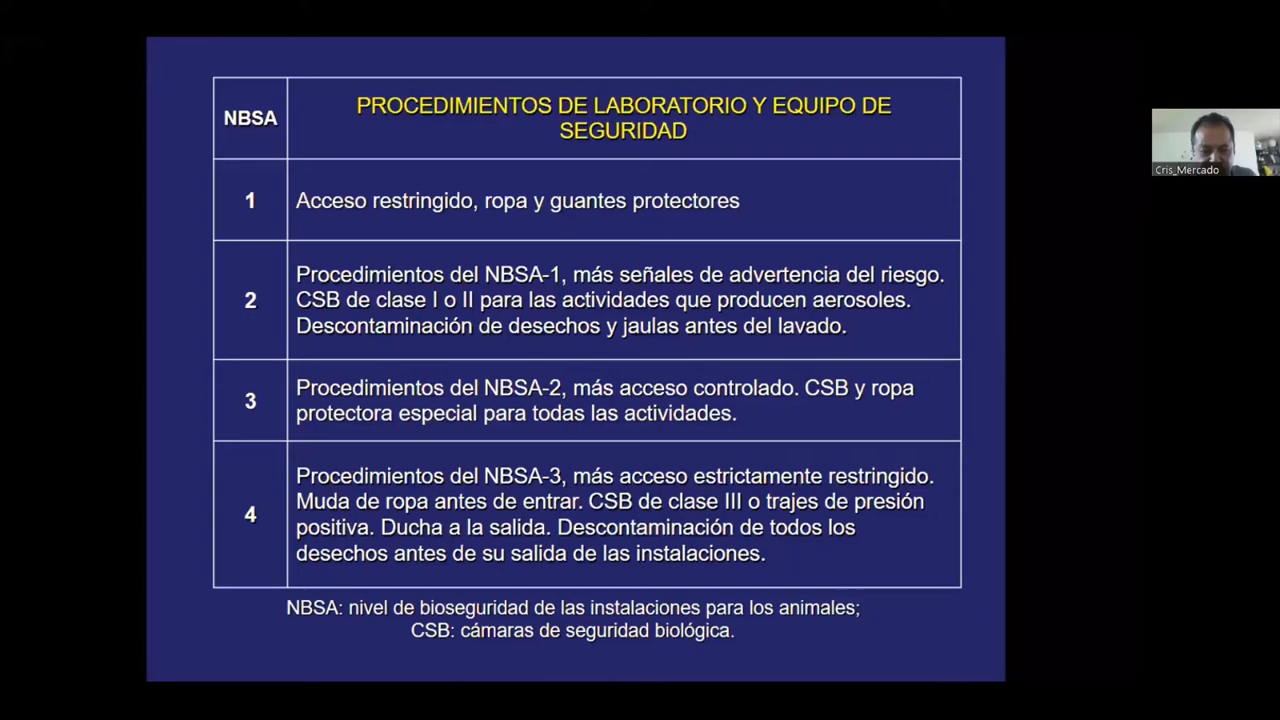 NBSA
PROCEDIMIENTOS DE LABORATORIO Y EQUIPO DE
SEGURIDAD
1
Acceso restringido, ropa y guantes protectores
2
Procedimientos del NBSA-1, más señales de advertencia del riesgo.
CSB de clase I o II para las actividades que producen aerosoles.
Descontaminación de desechos y jaulas antes del lavado.
3
Procedimientos del NBSA-2, más acceso controlado. CSB y ropa
protectora especial para todas las actividades.
4
Procedimientos del NBSA-3, más acceso estrictamente restringido.
Muda de ropa antes de entrar. CSB de clase III o trajes de presión
positiva. Ducha a la salida. Descontaminación de todos los
desechos antes de su salida de las instalaciones.
NBSA: nivel de bioseguridad de las instalaciones para los animales;
CSB: cámaras de seguridad biológica.
Cris_Mercado